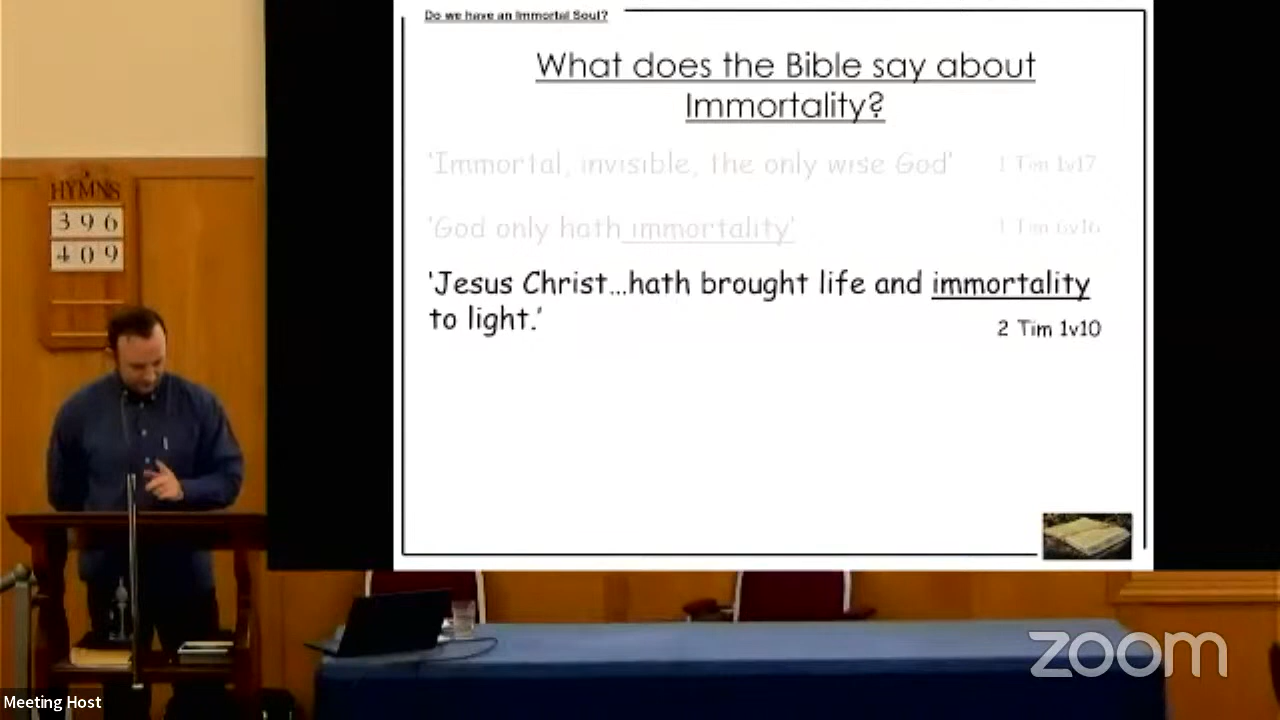 Do we have an Immortal Soul?
What does the Bible say about
Immortality?
'Immortal, invisible, the only wise God' 1 Tim 1v17
'God only hath immortality' 1 Tim 6v16
'Jesus Christ...hath brought life and immortality
to light.'
2 Tim 1v10
HYMNS
396
409
zoom
Meeting Host